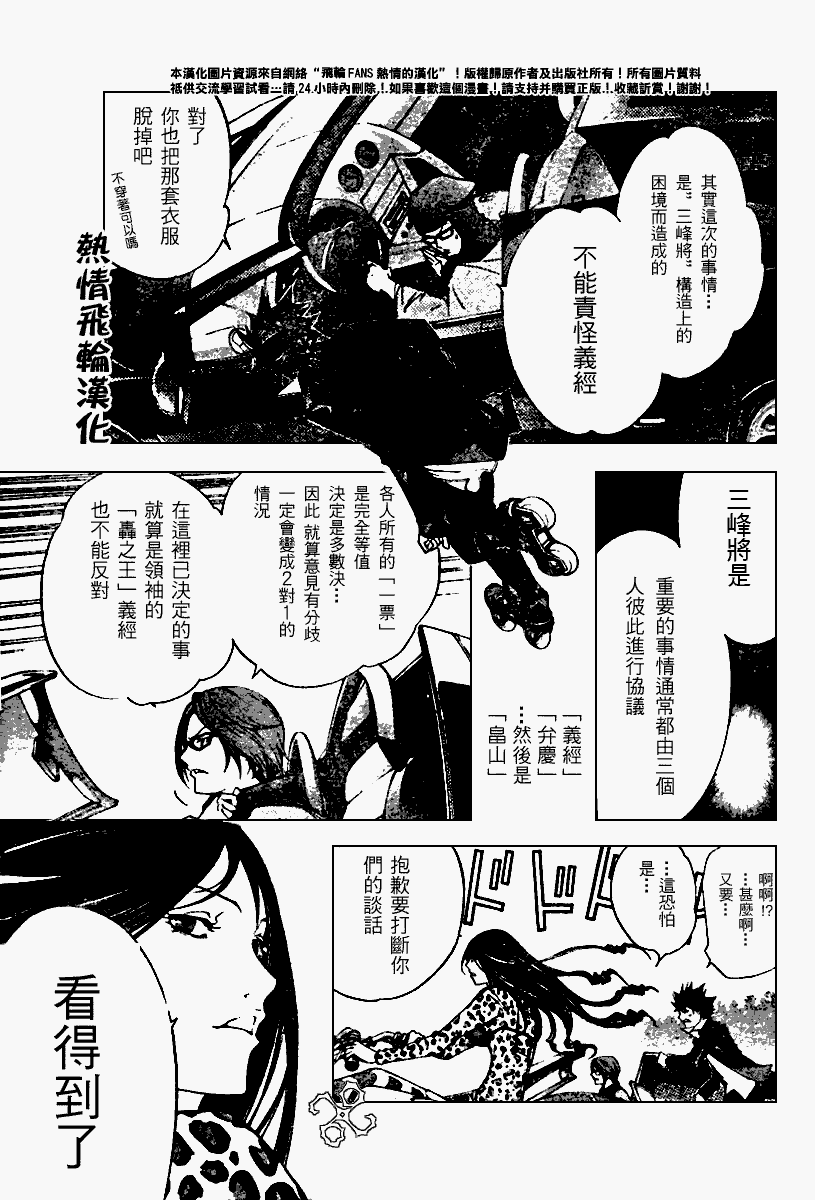 本漢化圖片資源來自網絡“飛輪FANS熱情的漢化”！版權歸原作者及出版社所有！所有圖片質料
祗供交流學習試看…請24小時內刪除！如果喜歡這個漫畫！請支持并購買正版！收藏訢賞！謝謝！
其實這次的事情…
是”三峰將”構造上的
困境而造成的
不能責怪義經
對了
你也把那套衣服
脫掉吧
不穿著可以嗎
熱情飛輪漢化
三峰將是
重要的事情通常都由三個
人彼此進行協議
「義經」
「弁慶」
…然後是
「畠山」
各人所有的「一票」
是完全等值
決定是多數決…
因此 就算意見有分歧
一定會變成2對1的
情況
在這裡已決定的事
就算是領袖的
「轟之王」義經
也不能反對
啊啊!?
…甚麼啊…
又要…
…這恐怕
是…
ドドドド
抱歉要打斷你
們的談話
看得到了